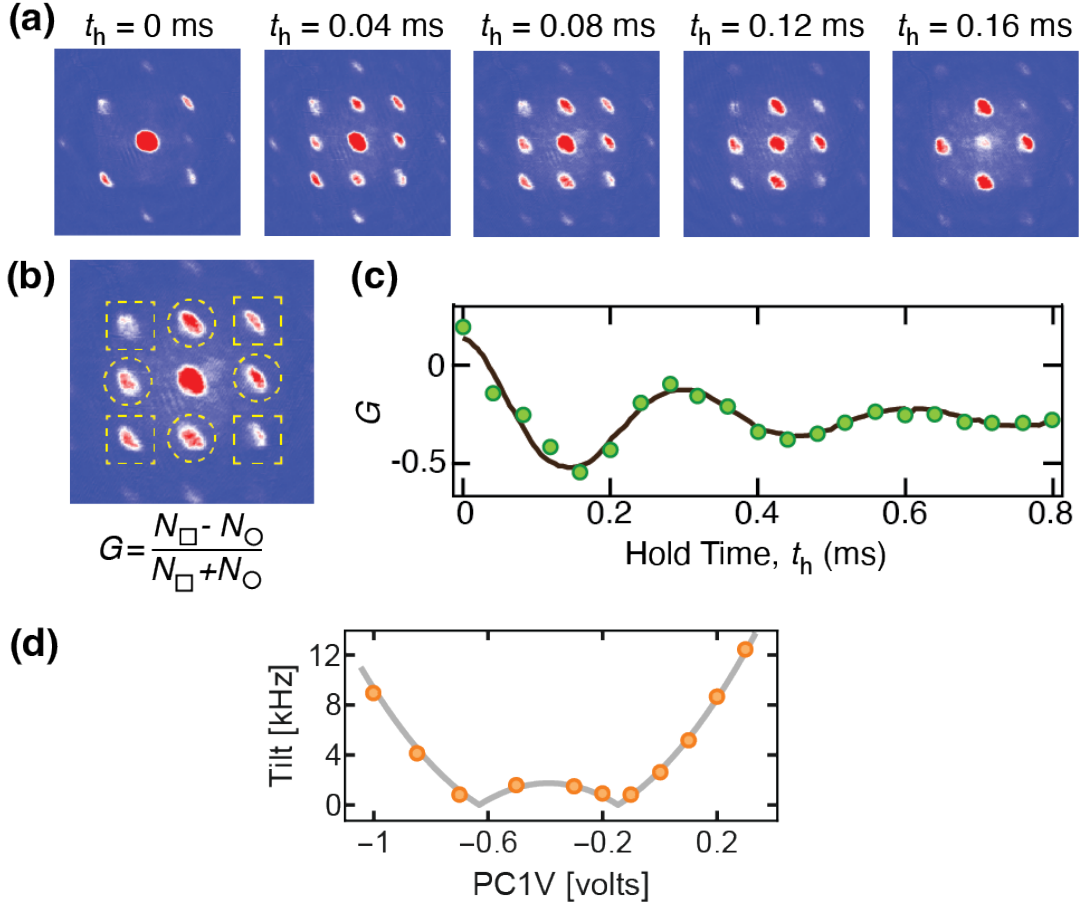 (a)
t_h = 0 ms t_h = 0.04 ms t_h = 0.08 ms t_h = 0.12 ms t_h = 0.16 ms
(b)
G = N□ - N○ / N□ + N○
(c)
0
-0.5
G
0 0.2 0.4 0.6 0.8
Hold Time, t_h (ms)
(d)
12
8
4
0
Tilt [kHz]
−1 −0.6 −0.2 0.2
PC1V [volts]